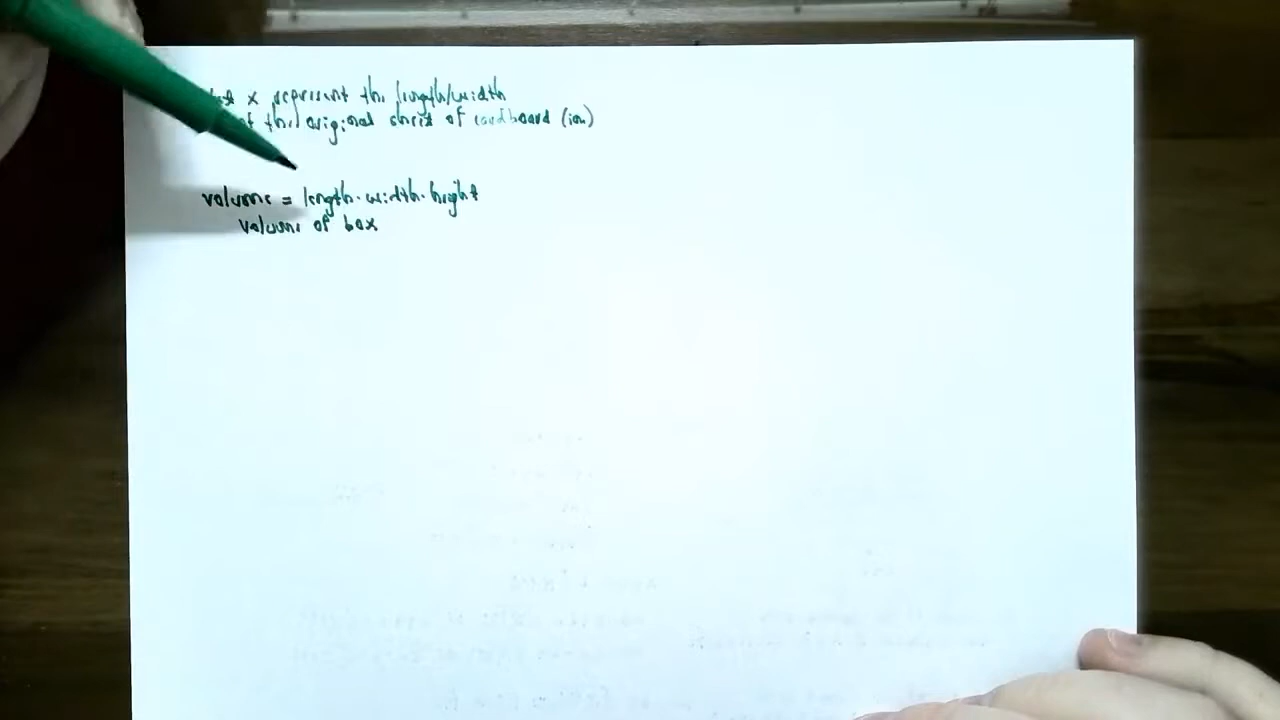 let x represent the length/width
of the original sheet of cardboard (in)
volume = length·width·height
volume of box